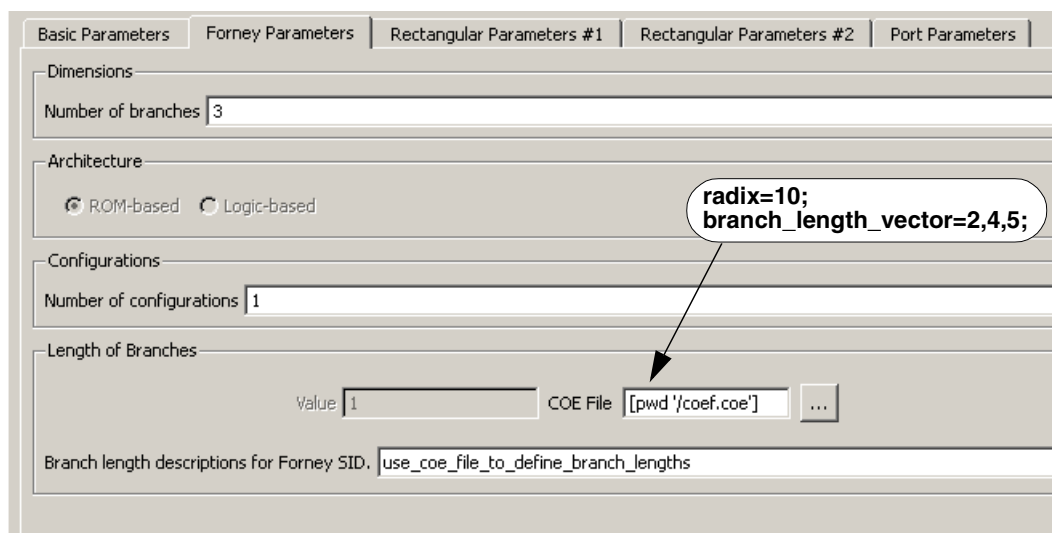 Basic Parameters Forney Parameters Rectangular Parameters #1 Rectangular Parameters #2 Port Parameters
Dimensions
Number of branches 3
Architecture
ROM-based Logic-based
radix=10;
branch_length_vector=2,4,5;
Configurations
Number of configurations 1
Length of Branches
Value 1 COE File [pwd '/coef.coe'] ...
Branch length descriptions for Forney SID. use_coe_file_to_define_branch_lengths